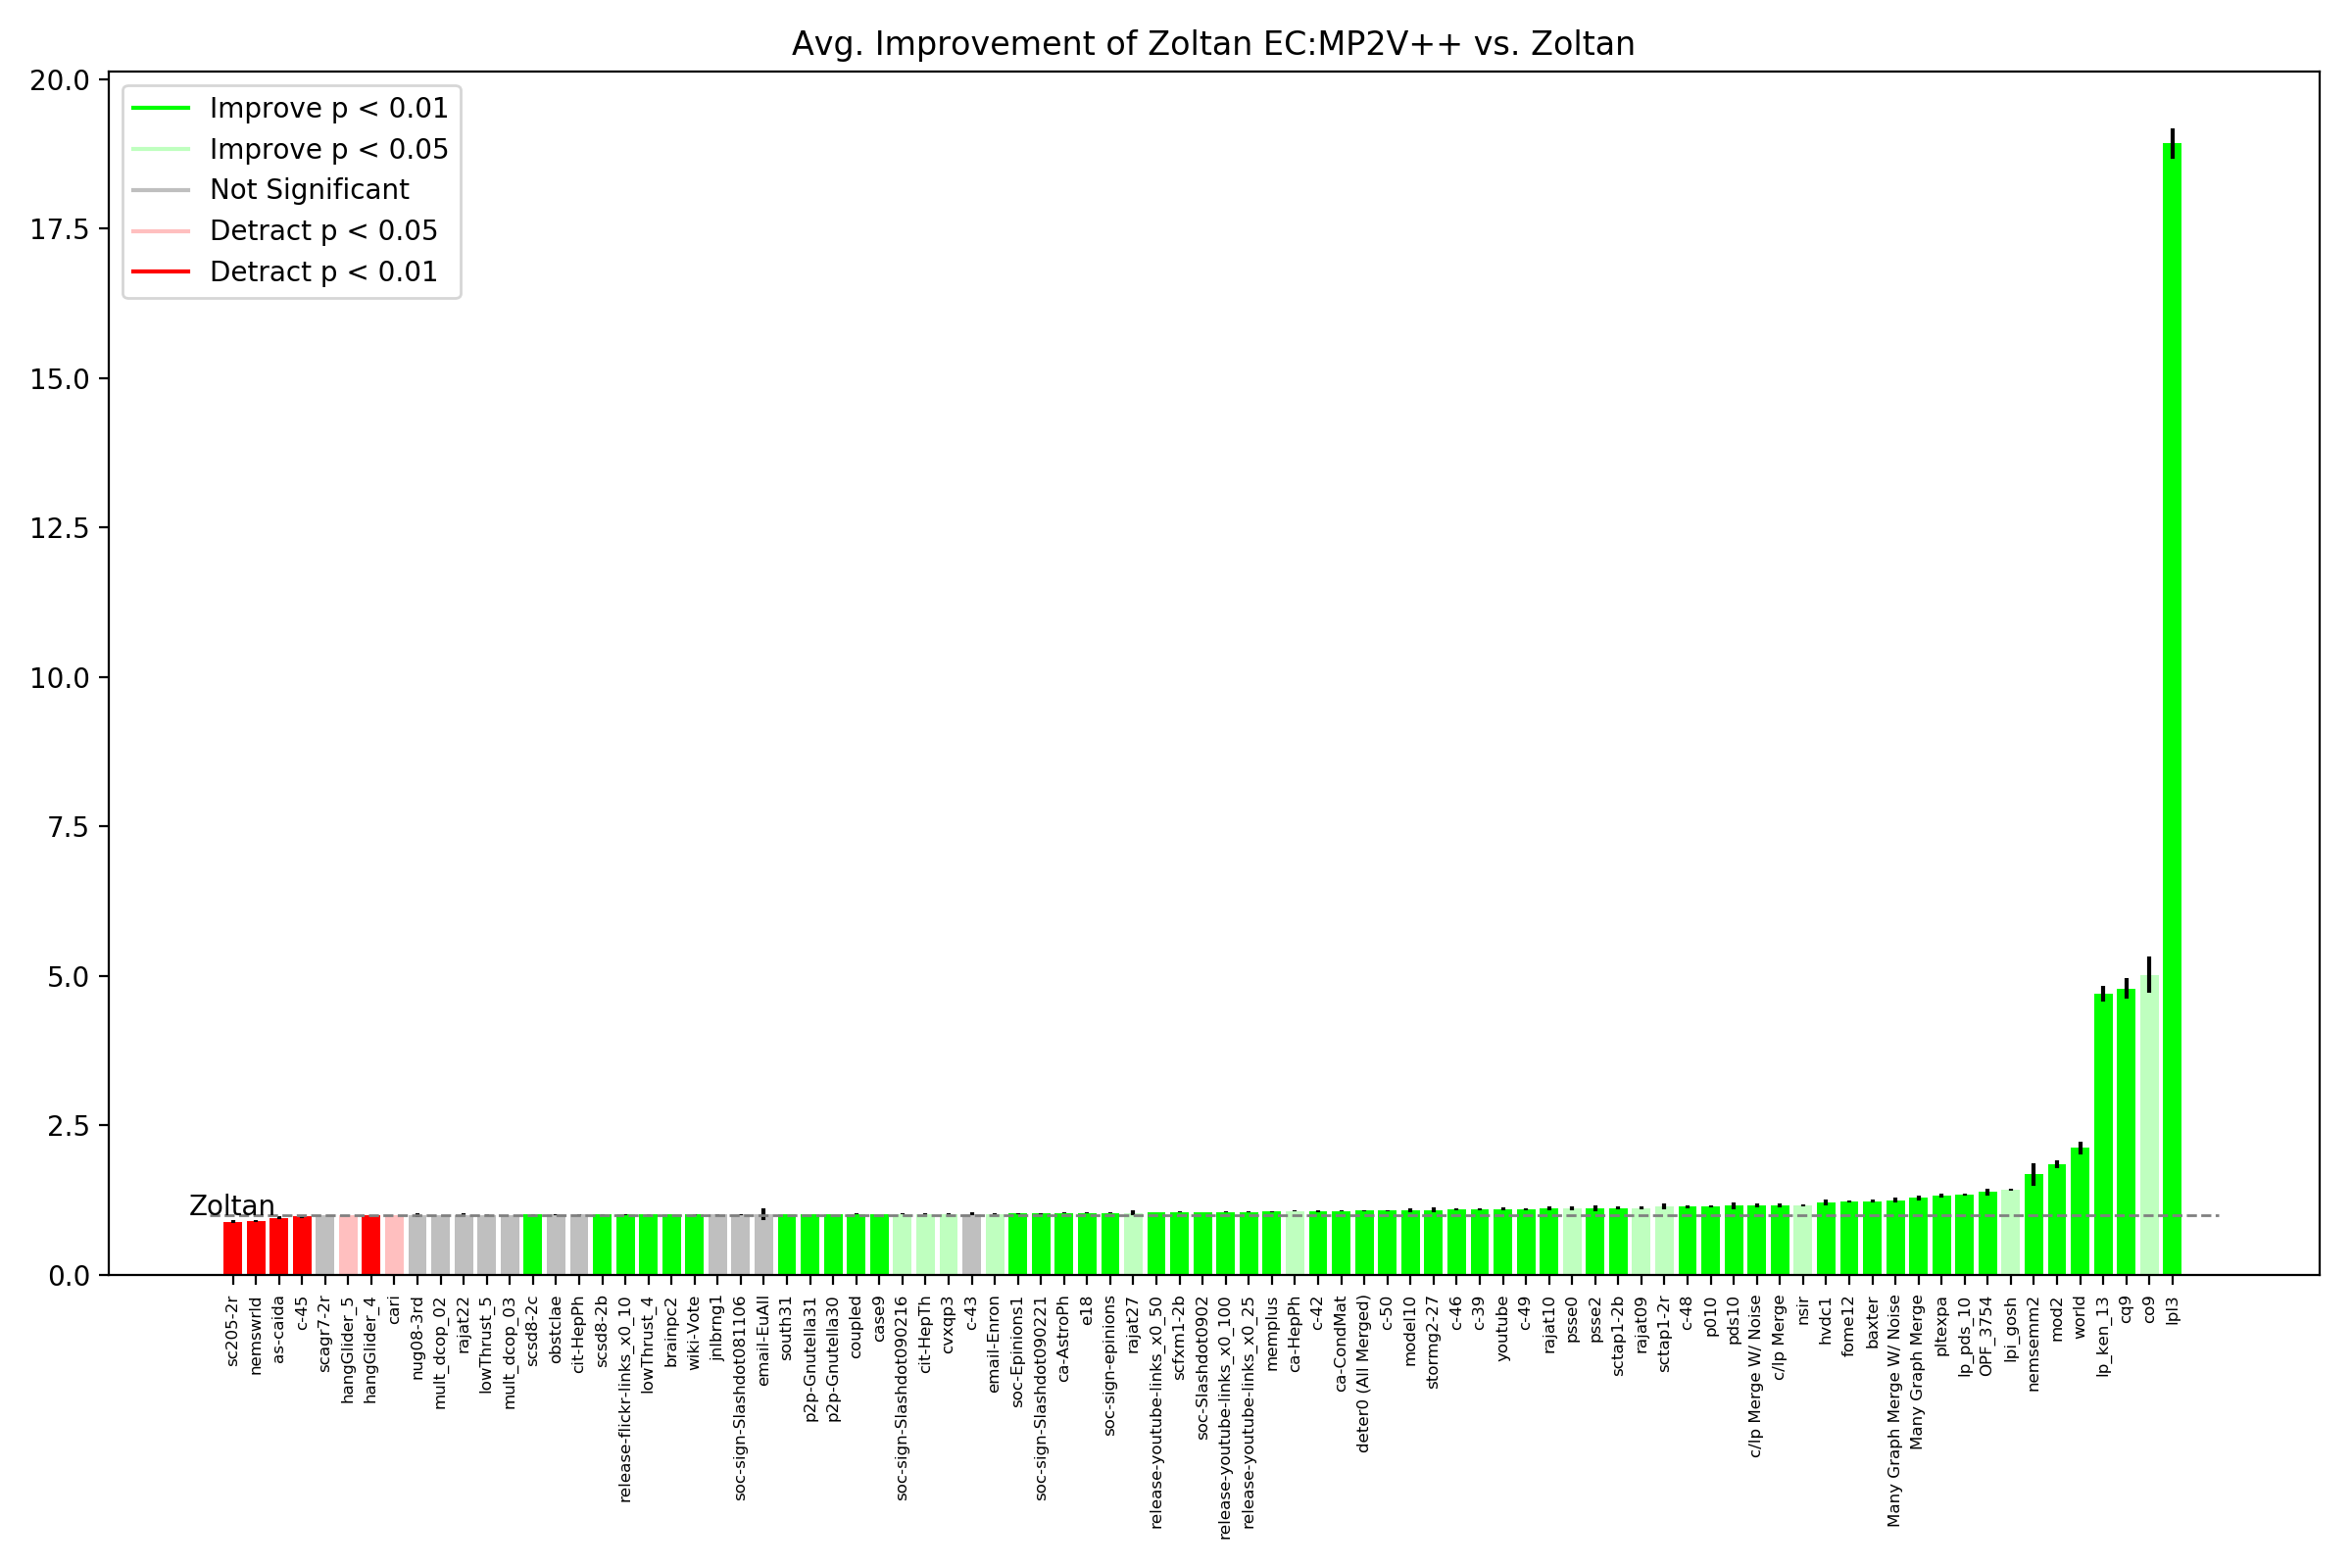 Avg. Improvement of Zoltan EC:MP2V++ vs. Zoltan
20.0
17.5
15.0
12.5
10.0
7.5
5.0
2.5
0.0
Improve p < 0.01
Improve p < 0.05
Not Significant
Detract p < 0.05
Detract p < 0.01
Zoltan
sc205-2r
nemswrld
as-caida
c-45
scagr7-2r
hangGlider_5
hangGlider_4
cari
nug08-3rd
mult_dcop_02
rajat22
lowThrust_5
mult_dcop_03
scsd8-2c
obstclae
cit-HepPh
scsd8-2b
release-flickr-links_x0_10
lowThrust_4
brainpc2
wiki-Vote
jnlbrng1
soc-sign-Slashdot081106
email-EuAll
south31
p2p-Gnutella31
p2p-Gnutella30
coupled
case9
soc-sign-Slashdot090216
cit-HepTh
cvxqp3
c-43
email-Enron
soc-Epinions1
soc-sign-Slashdot090221
ca-AstroPh
e18
soc-sign-epinions
rajat27
release-youtube-links_x0_50
scfxm1-2b
soc-Slashdot0902
release-youtube-links_x0_100
release-youtube-links_x0_25
memplus
ca-HepPh
c-42
ca-CondMat
deter0 (All Merged)
c-50
model10
stormg2-27
c-46
c-39
youtube
c-49
rajat10
psse0
psse2
sctap1-2b
rajat09
sctap1-2r
c-48
p010
pds10
c/lp Merge W/ Noise
c/lp Merge
nsir
hvdc1
fome12
baxter
Many Graph Merge W/ Noise
Many Graph Merge
pltexpa
lp_pds_10
OPF_3754
lpi_gosh
nemsemm2
mod2
world
lp_ken_13
cq9
co9
lpl3